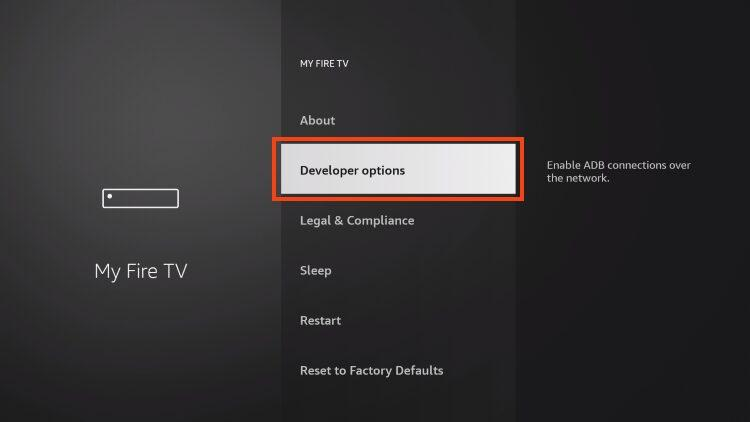 MY FIRE TV
About
Developer options
Enable ADB connections over
the network.
Legal & Compliance
Sleep
My Fire TV
Restart
Reset to Factory Defaults